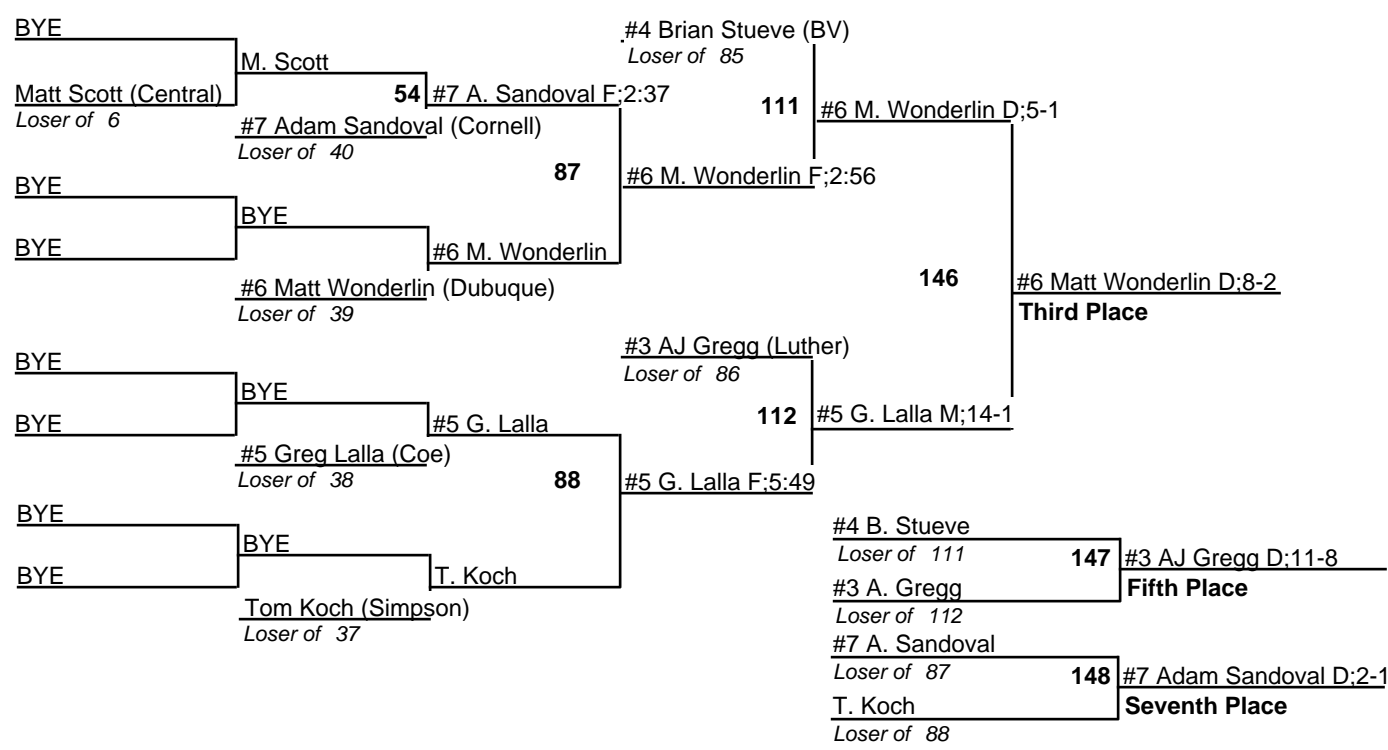 BYE
#4 Brian Stueve (BV)
Loser of 85
M. Scott
Matt Scott (Central)
Loser of 6
54
#7 A. Sandoval F;2:37
111
#6 M. Wonderlin D;5-1
#7 Adam Sandoval (Cornell)
Loser of 40
87
#6 M. Wonderlin F;2:56
BYE
BYE
BYE
#6 M. Wonderlin
#6 Matt Wonderlin (Dubuque)
Loser of 39
146
#6 Matt Wonderlin D;8-2
Third Place
#3 AJ Gregg (Luther)
Loser of 86
BYE
BYE
BYE
#5 G. Lalla
112
#5 G. Lalla M;14-1
#5 Greg Lalla (Coe)
Loser of 38
88
#5 G. Lalla F;5:49
BYE
BYE
BYE
T. Koch
Tom Koch (Simpson)
Loser of 37
#4 B. Stueve
Loser of 111
147
#3 AJ Gregg D;11-8
Fifth Place
#3 A. Gregg
Loser of 112
#7 A. Sandoval
Loser of 87
148
#7 Adam Sandoval D;2-1
Seventh Place
T. Koch
Loser of 88